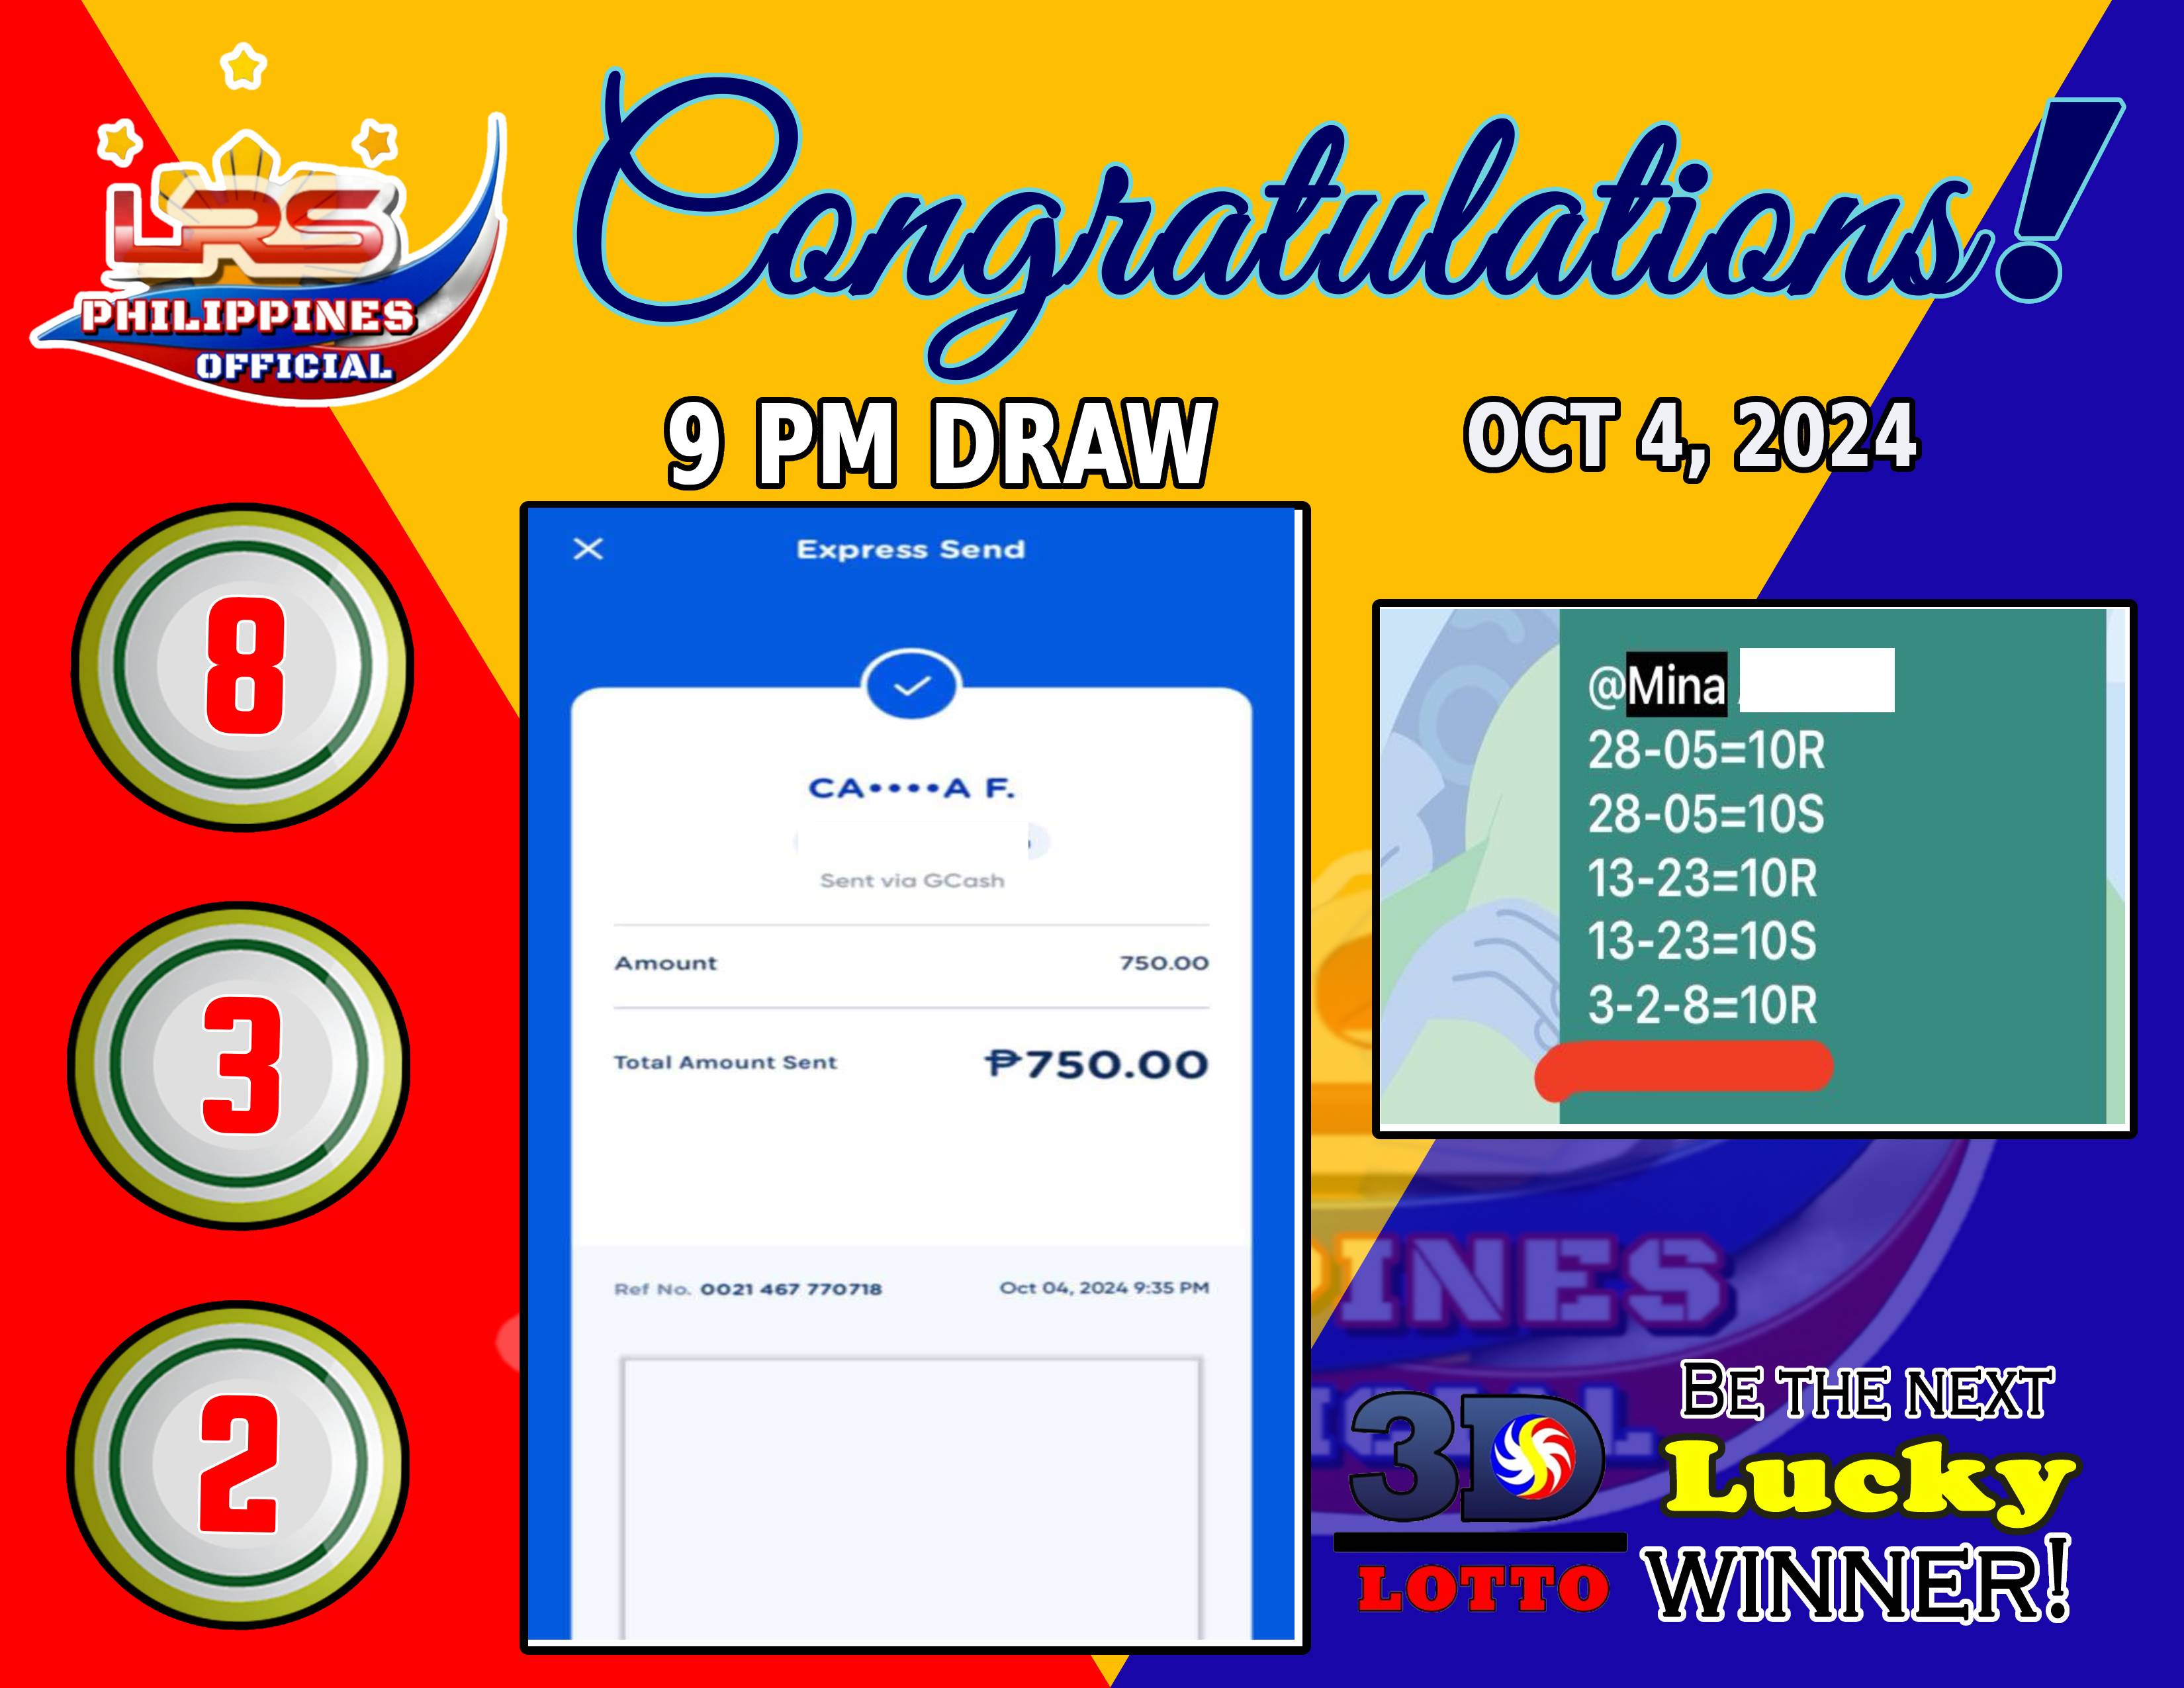 LRS
PHILIPPINES
OFFICIAL
Congratulations!
9 PM DRAW
OCT 4, 2024
8
3
2
Express Send
CA••••A F.
Sent via GCash
Amount 750.00
Total Amount Sent ₱750.00
Ref No. 0021 467 770718 Oct 04, 2024 9:35 PM
@Mina
28-05=10R
28-05=10S
13-23=10R
13-23=10S
3-2-8=10R
PINES
ICIAL
3D
LOTTO
BE THE NEXT
Lucky
WINNER!